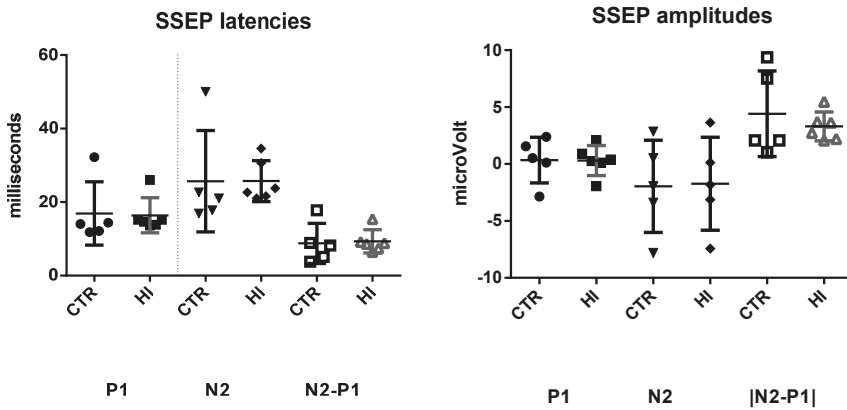 SSEP latencies
milliseconds
60
40
20
0
CTR
HI
CTR
HI
CTR
HI
P1
N2
N2-P1
SSEP amplitudes
microVolt
10
5
0
-5
-10
CTR
HI
CTR
HI
CTR
HI
P1
N2
|N2-P1|